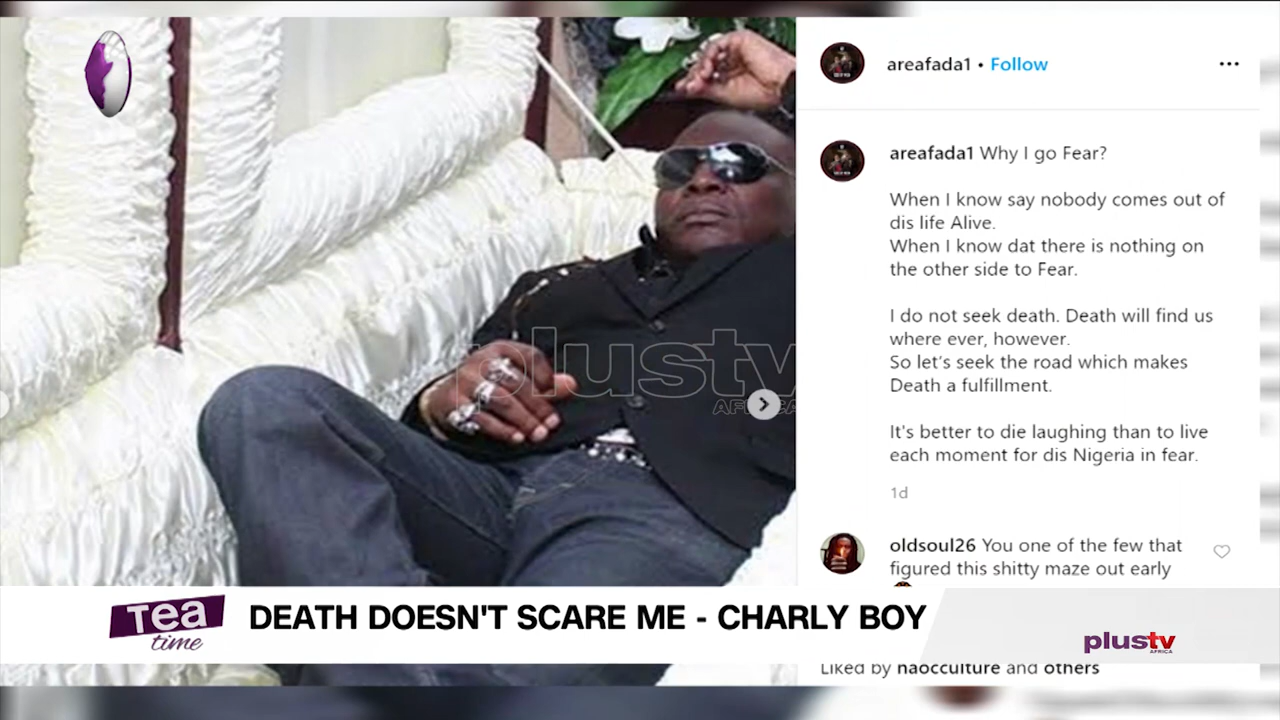 areafada1 • Follow
areafada1 Why I go Fear?
When I know say nobody comes out of
dis life Alive.
When I know dat there is nothing on
the other side to Fear.
I do not seek death. Death will find us
where ever, however.
So let's seek the road which makes
Death a fulfillment.
It's better to die laughing than to live
each moment for dis Nigeria in fear.
1d
oldsoul26 You one of the few that
figured this shitty maze out early
plustv
AFRICA
Tea
time
DEATH DOESN'T SCARE ME - CHARLY BOY
plustv
AFRICA
Liked by naocculture and others